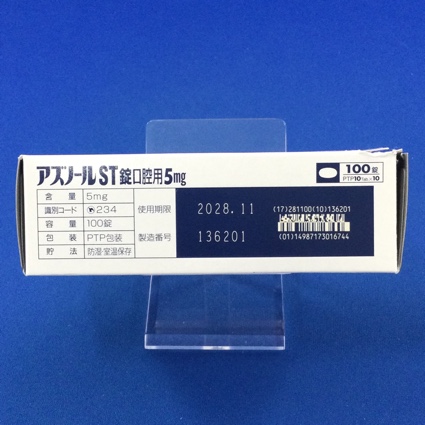 アズノールST錠口腔用5mg
100錠
PTP10錠×10
含量 5mg
識別コード 234
容量 100錠
包装 PTP包装
貯法 防湿・室温保存
使用期限 2028.11
製造番号 136201
(17)281100(10)136201
(01)14987173016744